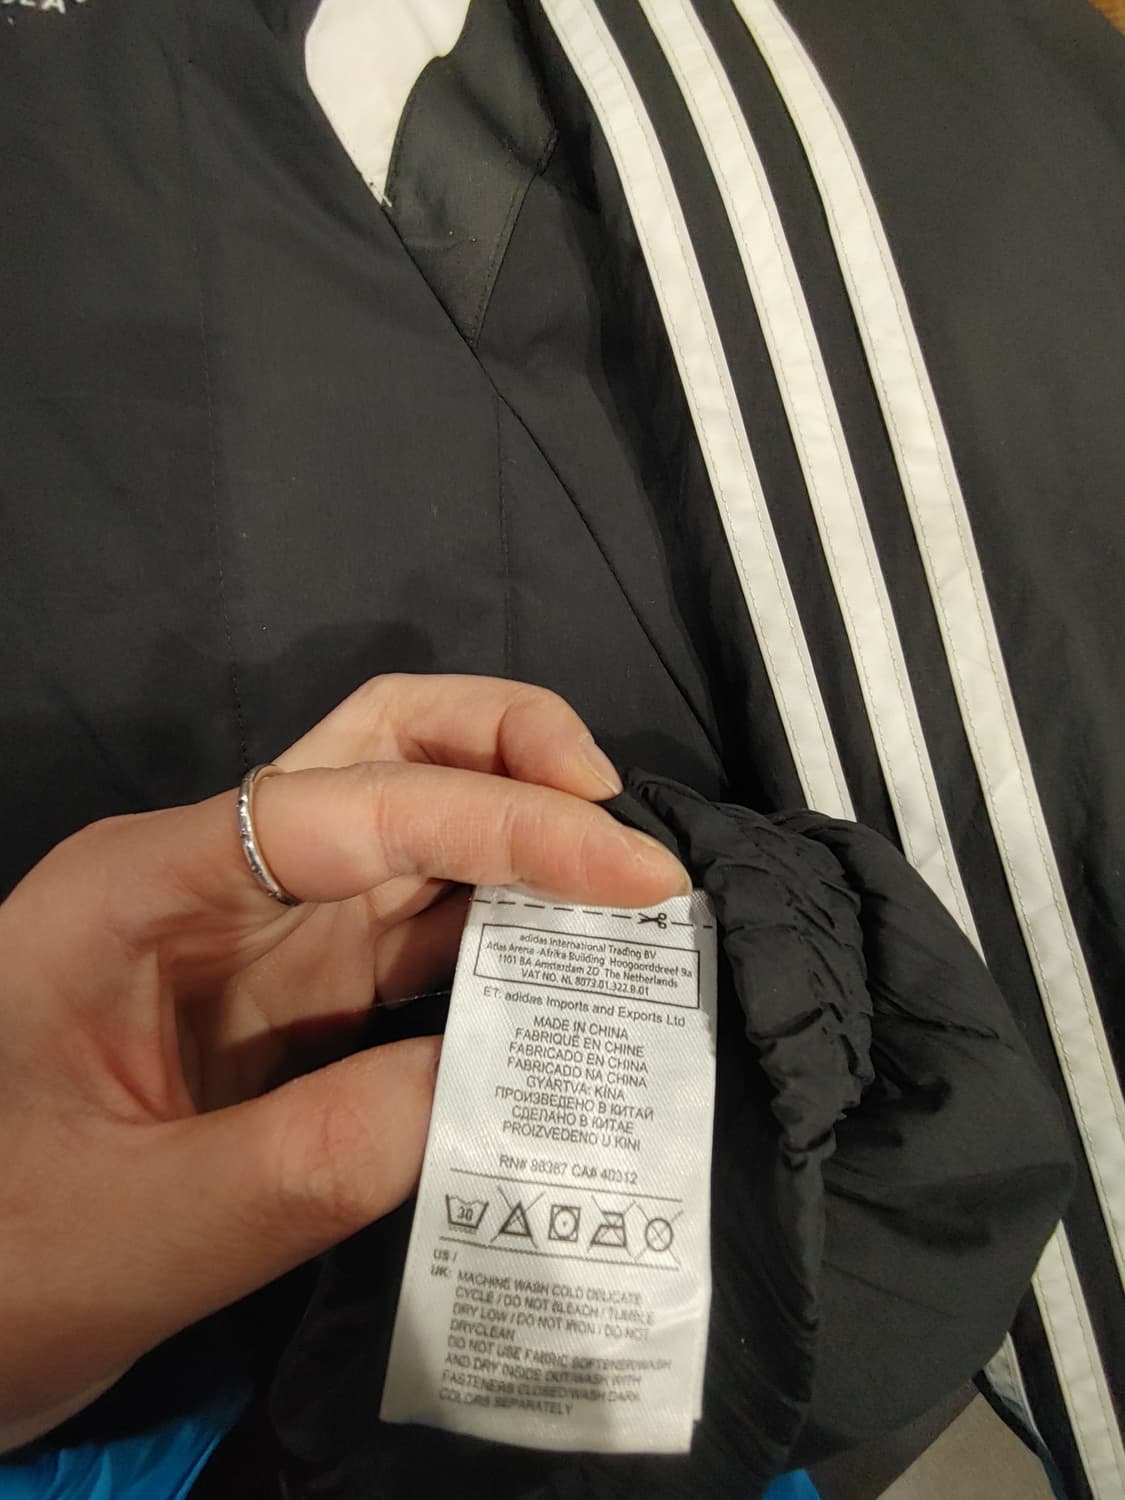 adidas International Trading BV
Atlas Arena -Afrika Building Hoogoorddreef 9a
1101 BA Amsterdam ZO The Netherlands
VAT NO. NL 8073.01.322.B.01
ET: adidas Imports and Exports Ltd
MADE IN CHINA
FABRIQUÉ EN CHINE
FABRICADO EN CHINA
FABRICADO NA CHINA
GYÁRTVA: KÍNA
ПРОИЗВЕДЕНО В КИТАЙ
СДЕЛАНО В КИТАЕ
PROIZVEDENO U KINI
RN# 88387 CA# 40312
30
US /
UK: MACHINE WASH COLD DELICATE
CYCLE / DO NOT BLEACH / TUMBLE
DRY LOW / DO NOT IRON / DO NOT
DRYCLEAN
DO NOT USE FABRIC SOFTENER/WASH
AND DRY INSIDE OUT/WASH WITH
FASTENERS CLOSED/WASH DARK
COLORS SEPARATELY